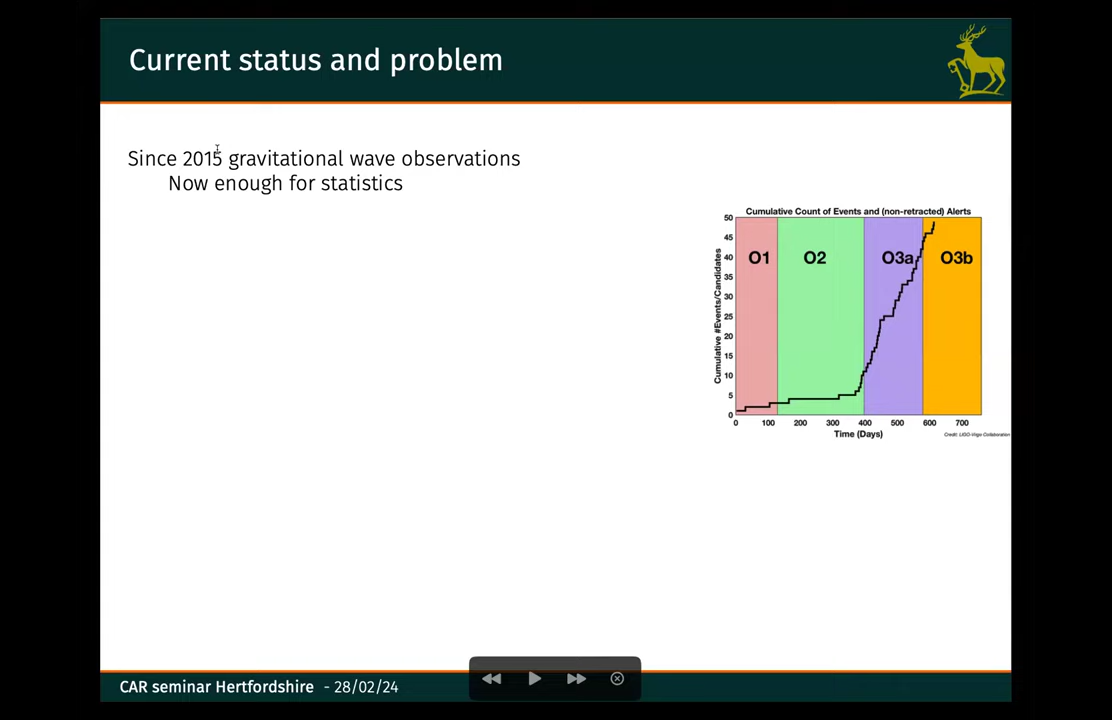 Current status and problem
Since 2015 gravitational wave observations
Now enough for statistics
Cumulative Count of Events and (non-retracted) Alerts
Cumulative #Events/Candidates
50
45
40
35
30
25
20
15
10
5
0
O1 O2 O3a O3b
0 100 200 300 400 500 600 700
Time (Days)
Credit: LIGO-Virgo Collaboration
CAR seminar Hertfordshire - 28/02/24